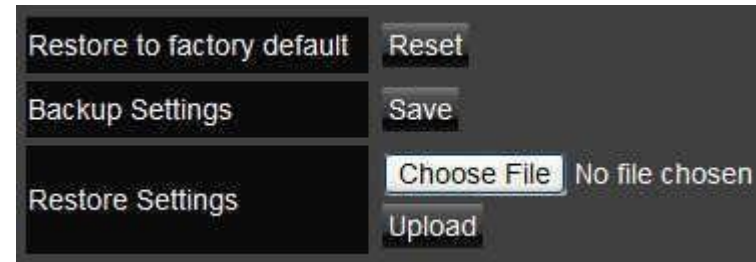 Restore to factory default Reset
Backup Settings Save
Restore Settings Choose File No file chosen
Upload